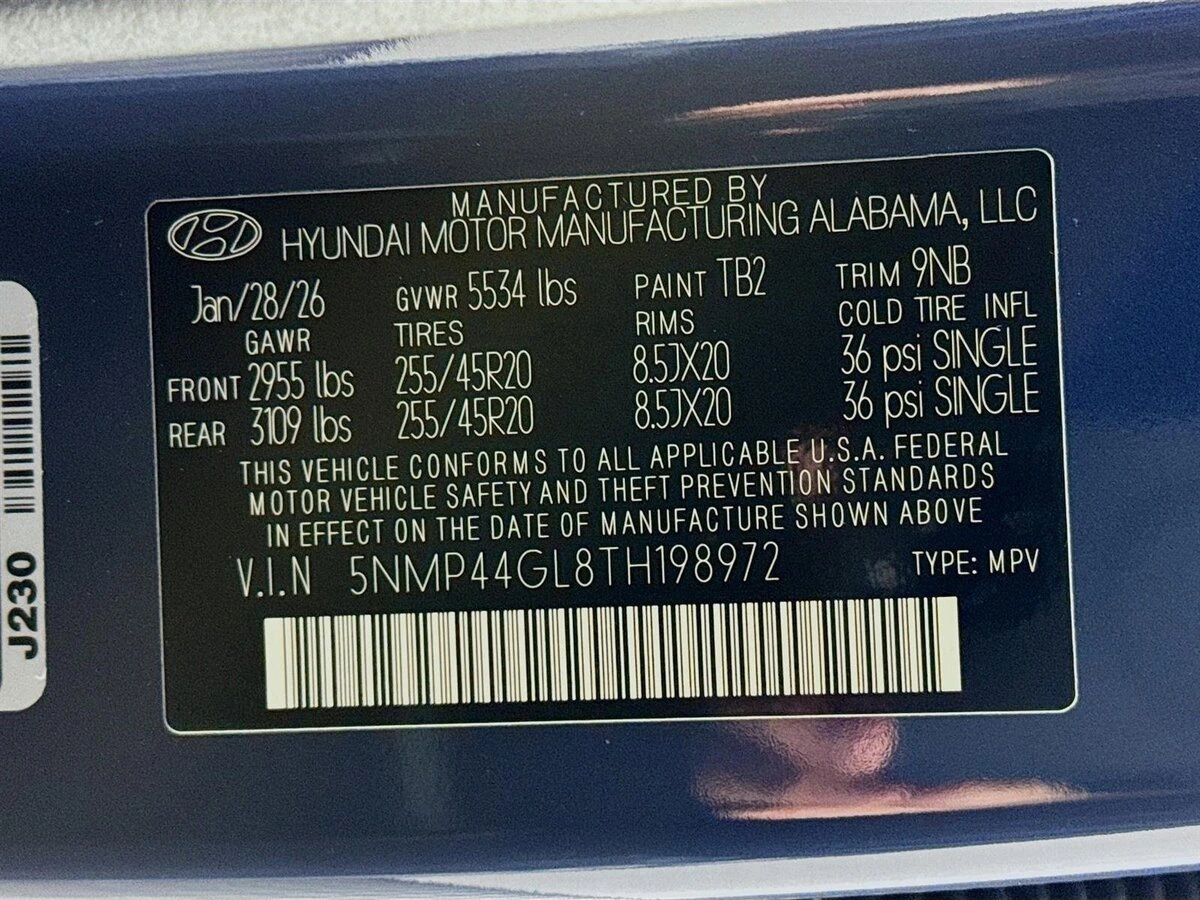 MANUFACTURED BY
HYUNDAI MOTOR MANUFACTURING ALABAMA, LLC
Jan/28/26 GVWR 5534 lbs PAINT TB2 TRIM 9NB
GAWR TIRES RIMS COLD TIRE INFL
FRONT 2955 lbs 255/45R20 8.5JX20 36 psi SINGLE
REAR 3109 lbs 255/45R20 8.5JX20 36 psi SINGLE
THIS VEHICLE CONFORMS TO ALL APPLICABLE U.S.A. FEDERAL
MOTOR VEHICLE SAFETY AND THEFT PREVENTION STANDARDS
IN EFFECT ON THE DATE OF MANUFACTURE SHOWN ABOVE
V.I.N 5NMP44GL8TH198972 TYPE: MPV
J230